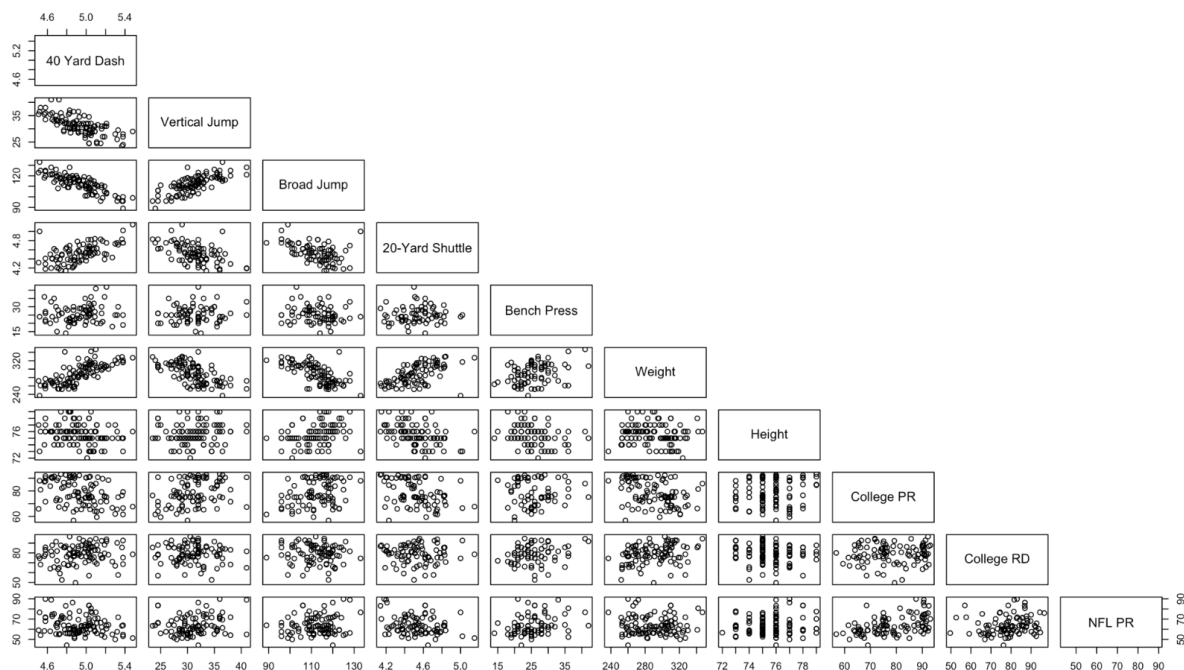 4.6 5.0 5.4
4.6 5.2
40 Yard Dash
25 35
Vertical Jump
90 120
Broad Jump
4.2 4.8
20-Yard Shuttle
15 30
Bench Press
240 320
Weight
72 76
Height
60 80
College PR
50 80
College RD
50 70 90
NFL PR
50 70 90
4.6 5.0 5.4
25 30 35 40
90 110 130
4.2 4.6 5.0
15 25 35
240 280 320
72 74 76 78
60 70 80 90
50 60 70 80 90
50 60 70 80 90